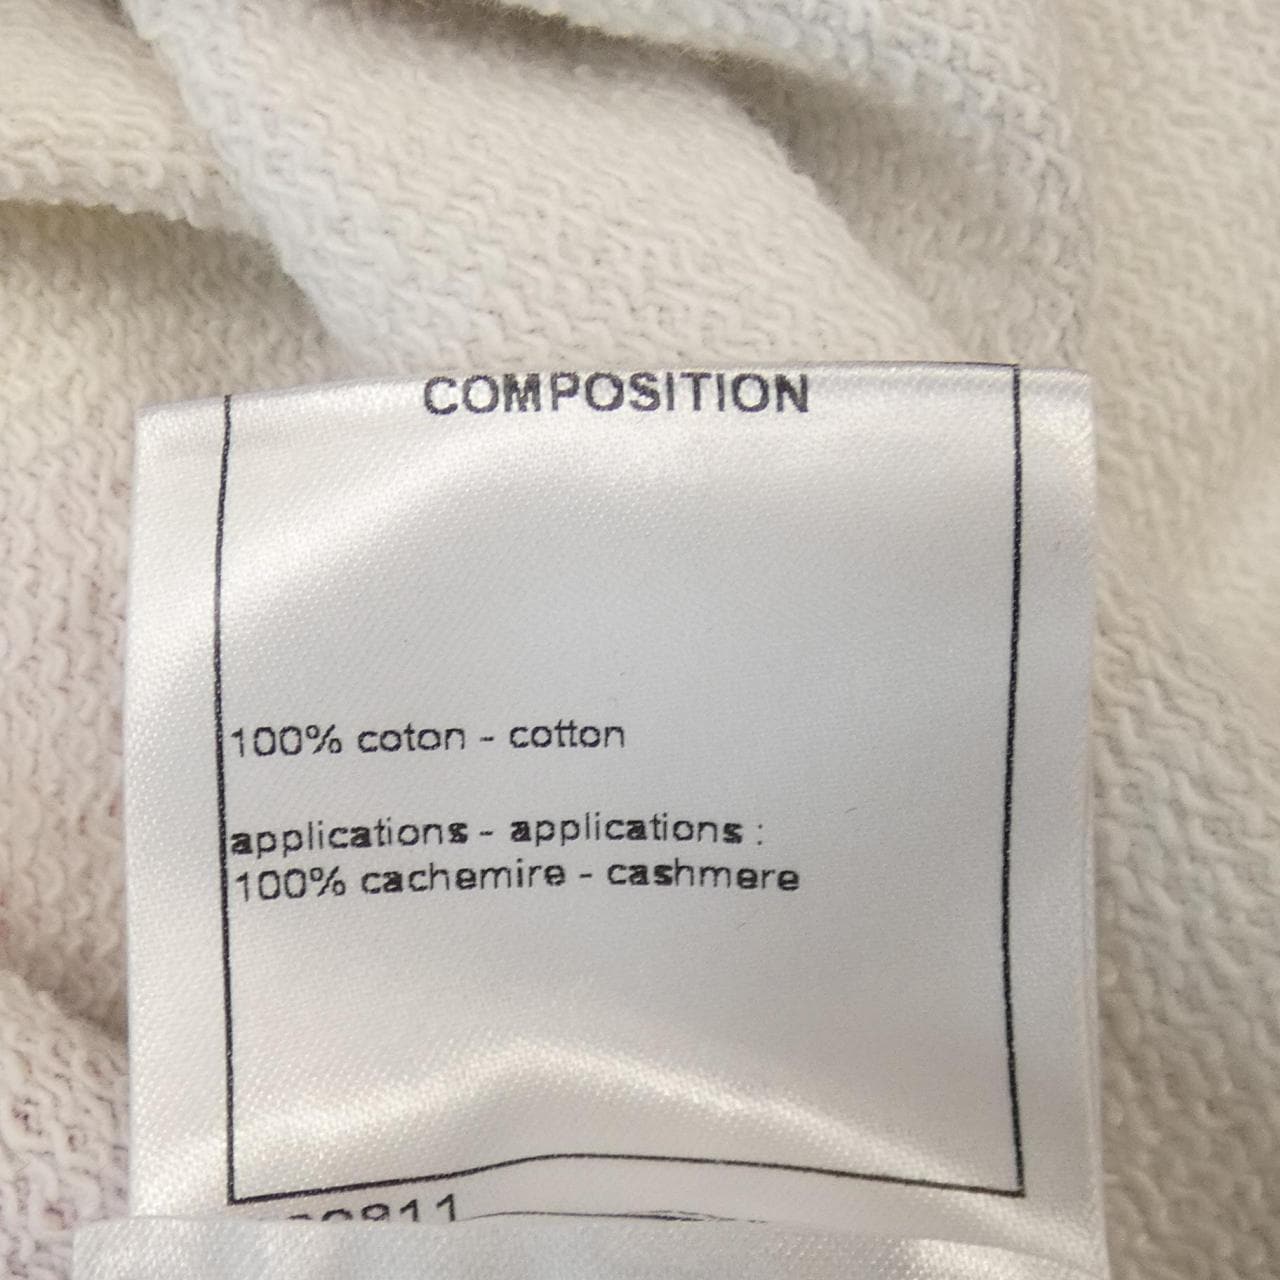 COMPOSITION
100% coton - cotton
applications - applications :
100% cachemire - cashmere